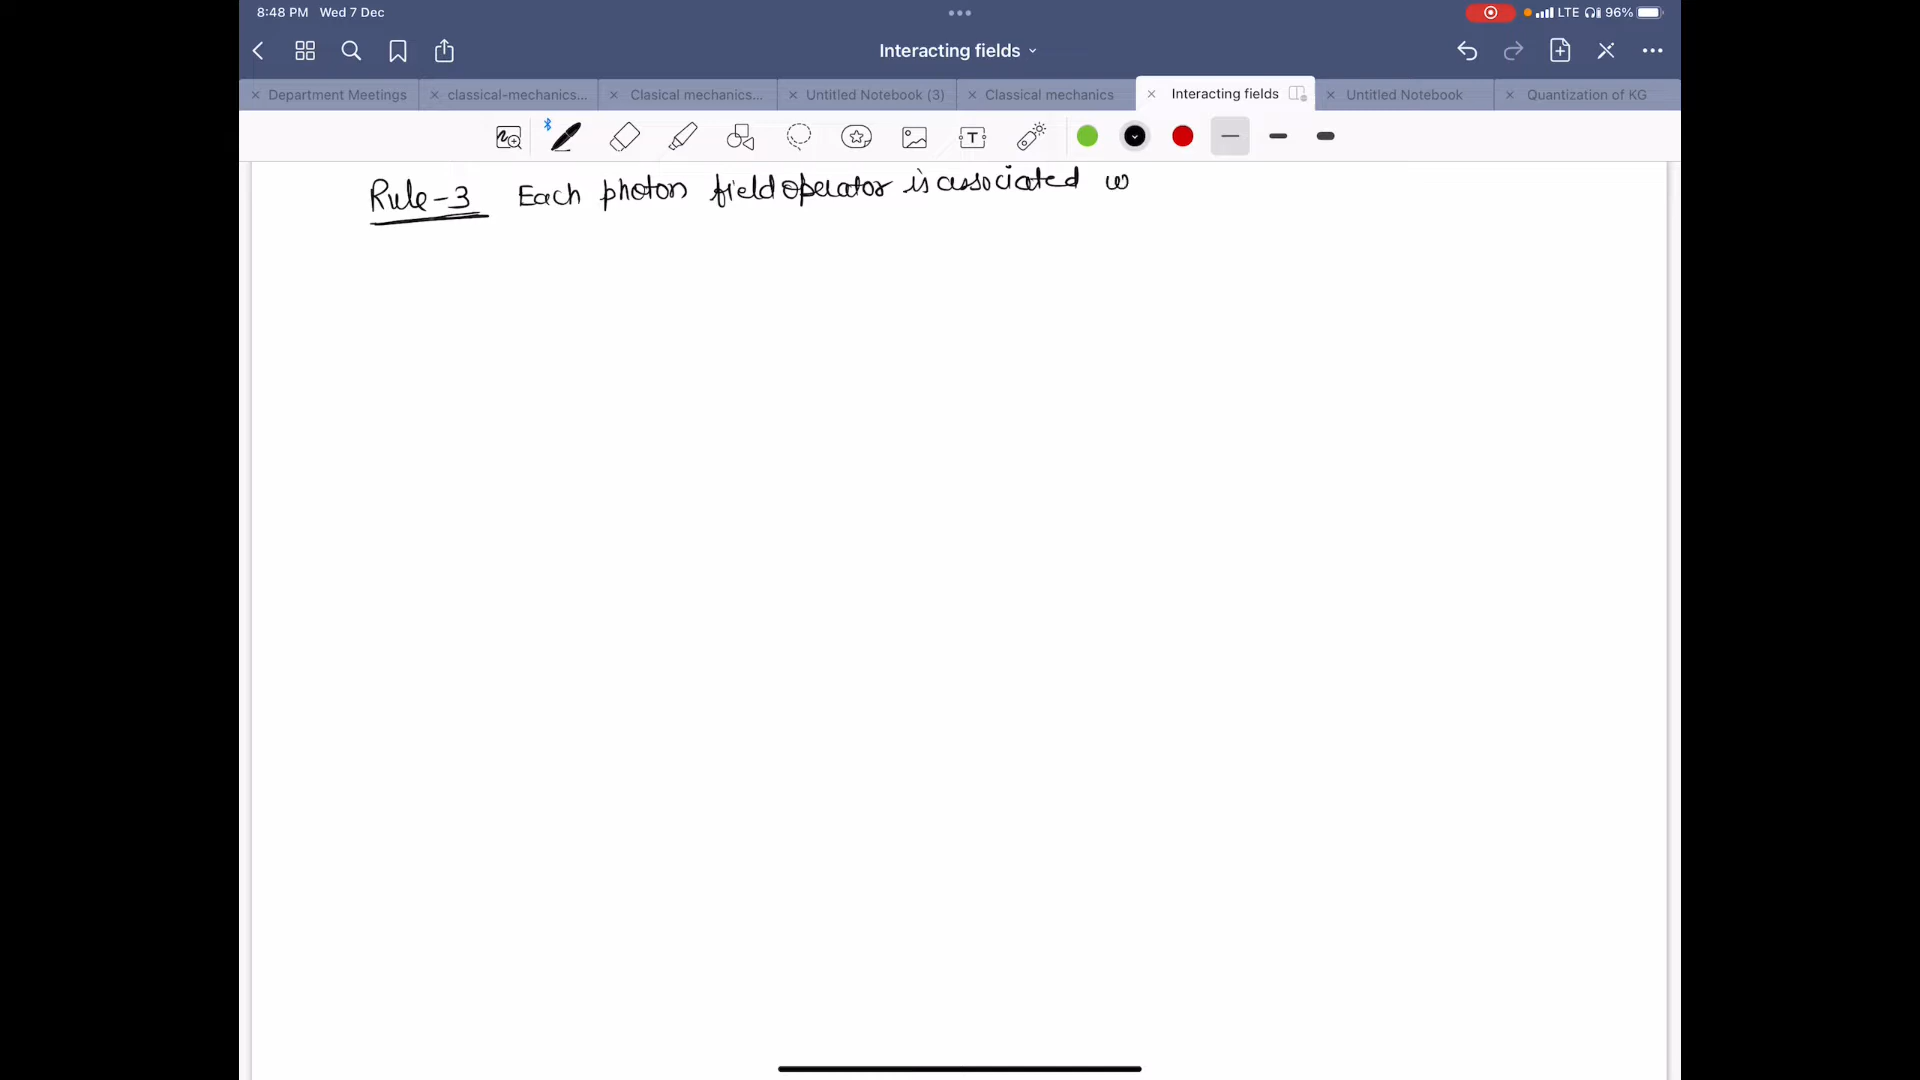 8:48 PM Wed 7 Dec
LTE 96%
Interacting fields
Department Meetings classical-mechanics... Clasical mechanics... Untitled Notebook (3) Classical mechanics Interacting fields Untitled Notebook Quantization of KG
T
Rule-3 Each photon field operator is associated w